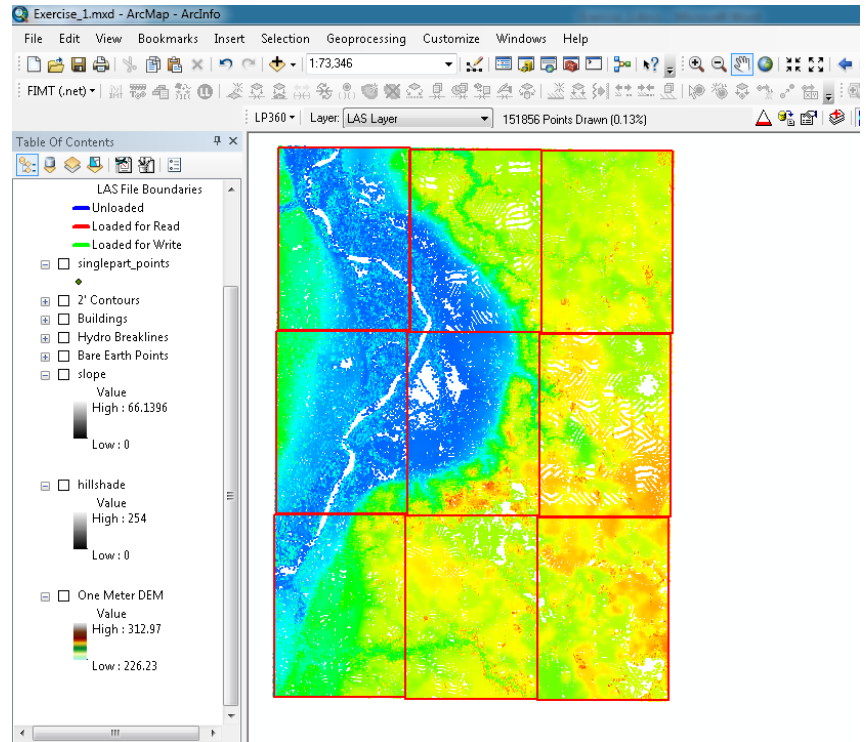 Exercise_1.mxd - ArcMap - ArcInfo
File Edit View Bookmarks Insert Selection Geoprocessing Customize Windows Help
1:73,346
FIMT (.net)
LP360 Layer: LAS Layer 151856 Points Drawn (0.13%)
Table Of Contents
LAS File Boundaries
Unloaded
Loaded for Read
Loaded for Write
singlepart_points
2' Contours
Buildings
Hydro Breaklines
Bare Earth Points
slope
Value
High : 66.1396
Low : 0
hillshade
Value
High : 254
Low : 0
One Meter DEM
Value
High : 312.97
Low : 226.23